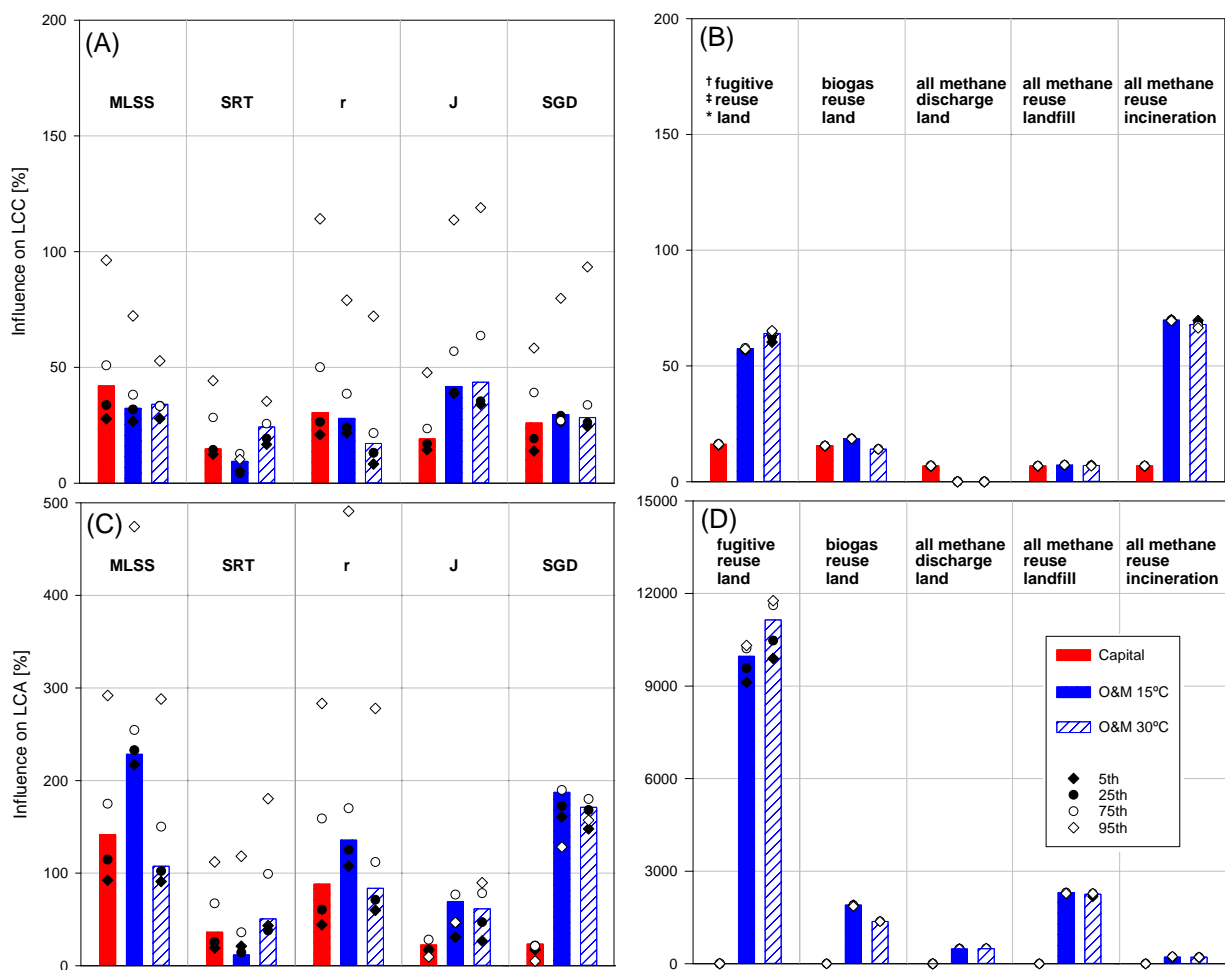 (A)
Influence on LCC [%]
200
150
100
50
0
MLSS SRT r J SGD
(B)
200
150
100
50
0
† fugitive
‡ reuse
* land
biogas
reuse
land
all methane
discharge
land
all methane
reuse
landfill
all methane
reuse
incineration
(C)
Influence on LCA [%]
500
400
300
200
100
0
MLSS SRT r J SGD
(D)
15000
12000
9000
6000
3000
0
fugitive
reuse
land
biogas
reuse
land
all methane
discharge
land
all methane
reuse
landfill
all methane
reuse
incineration
Capital
O&M 15ºC
O&M 30ºC
5th
25th
75th
95th